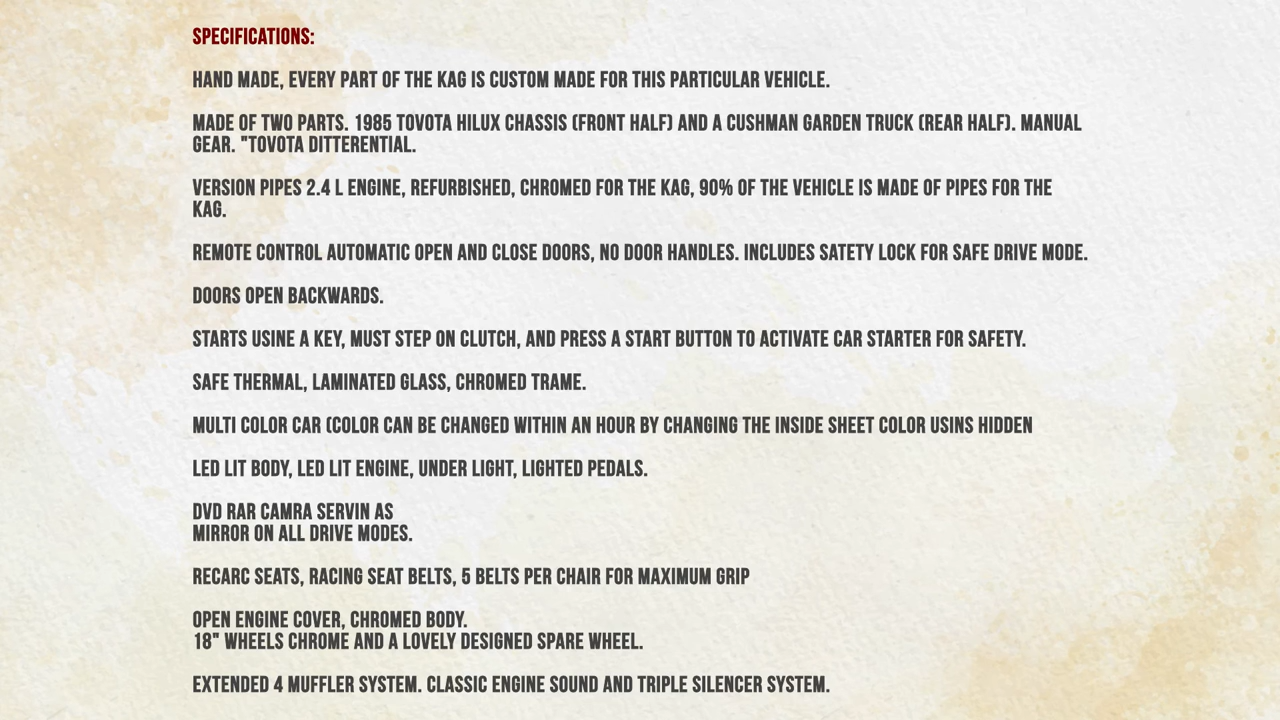 SPECIFICATIONS:
HAND MADE, EVERY PART OF THE KAG IS CUSTOM MADE FOR THIS PARTICULAR VEHICLE.
MADE OF TWO PARTS. 1985 TOVOTA HILUX CHASSIS (FRONT HALF) AND A CUSHMAN GARDEN TRUCK (REAR HALF). MANUAL
GEAR. "TOVOTA DITTERENTIAL.
VERSION PIPES 2.4 L ENGINE, REFURBISHED, CHROMED FOR THE KAG, 90% OF THE VEHICLE IS MADE OF PIPES FOR THE
KAG.
REMOTE CONTROL AUTOMATIC OPEN AND CLOSE DOORS, NO DOOR HANDLES. INCLUDES SATETY LOCK FOR SAFE DRIVE MODE.
DOORS OPEN BACKWARDS.
STARTS USINE A KEY, MUST STEP ON CLUTCH, AND PRESS A START BUTTON TO ACTIVATE CAR STARTER FOR SAFETY.
SAFE THERMAL, LAMINATED GLASS, CHROMED TRAME.
MULTI COLOR CAR (COLOR CAN BE CHANGED WITHIN AN HOUR BY CHANGING THE INSIDE SHEET COLOR USINS HIDDEN
LED LIT BODY, LED LIT ENGINE, UNDER LIGHT, LIGHTED PEDALS.
DVD RAR CAMRA SERVIN AS
MIRROR ON ALL DRIVE MODES.
RECARC SEATS, RACING SEAT BELTS, 5 BELTS PER CHAIR FOR MAXIMUM GRIP
OPEN ENGINE COVER, CHROMED BODY.
18" WHEELS CHROME AND A LOVELY DESIGNED SPARE WHEEL.
EXTENDED 4 MUFFLER SYSTEM. CLASSIC ENGINE SOUND AND TRIPLE SILENCER SYSTEM.